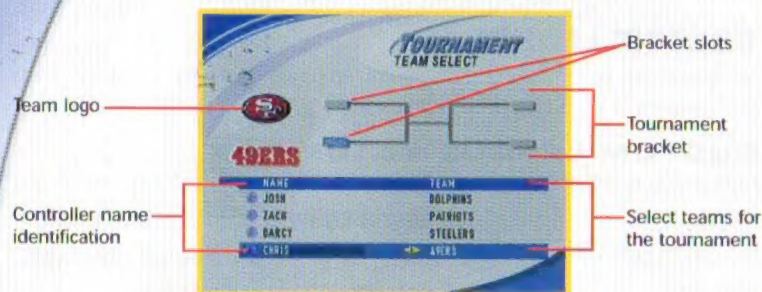 TOURNAMENT
TEAM SELECT
Bracket slots
Team logo
SF
49ERS
Tournament
bracket
NAME TEAM
JOSH DOLPHINS
ZACH PATRIOTS
DARCY STEELERS
CHRIS 49ERS
Controller name
identification
Select teams for
the tournament